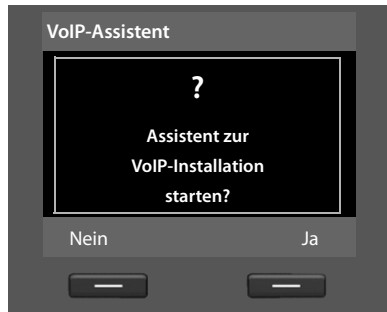 VoIP-Assistent
?
Assistent zur
VoIP-Installation
starten?
Nein Ja